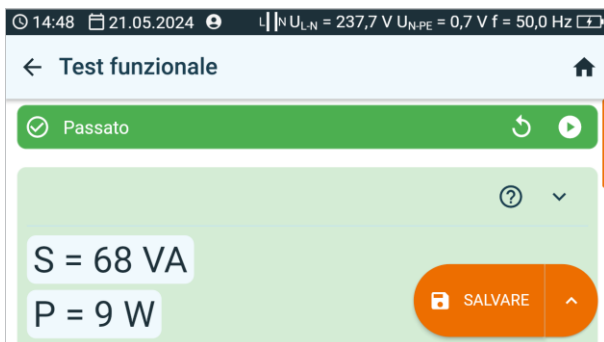 14:48 21.05.2024 L N U L-N = 237,7 V U N-PE = 0,7 V f = 50,0 Hz
Test funzionale
Passato
S = 68 VA
P = 9 W
SALVARE